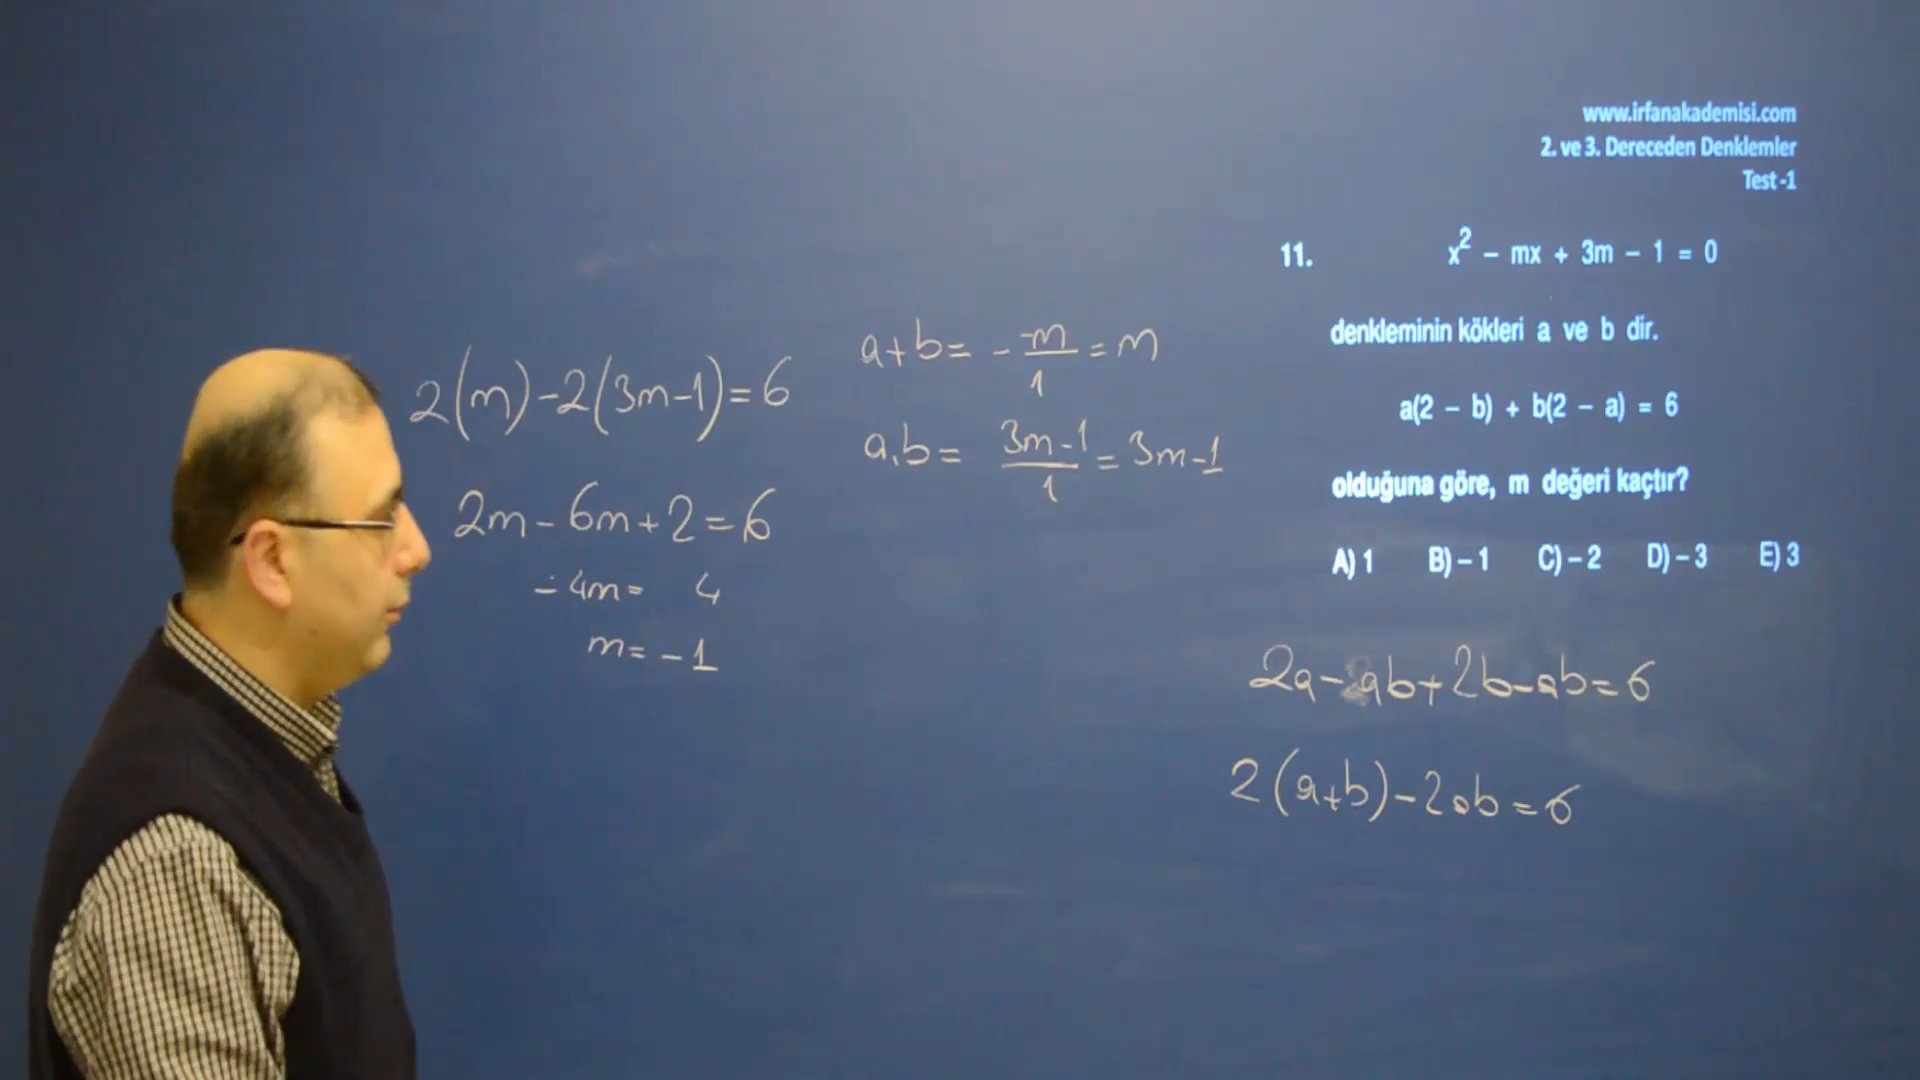 www.irfanakademisi.com
2. ve 3. Dereceden Denklemler
Test -1
11. x² - mx + 3m - 1 = 0
denkleminin kökleri a ve b dir.
a(2 - b) + b(2 - a) = 6
olduğuna göre, m değeri kaçtır?
A) 1 B) - 1 C) - 2 D) - 3 E) 3
2a - ab + 2b - ab = 6
2(a+b) - 2ab = 6
a+b = - -m/1 = m
a.b = 3m-1/1 = 3m-1
2(m) - 2(3m-1) = 6
2m - 6m + 2 = 6
- 4m = 4
m = - 1